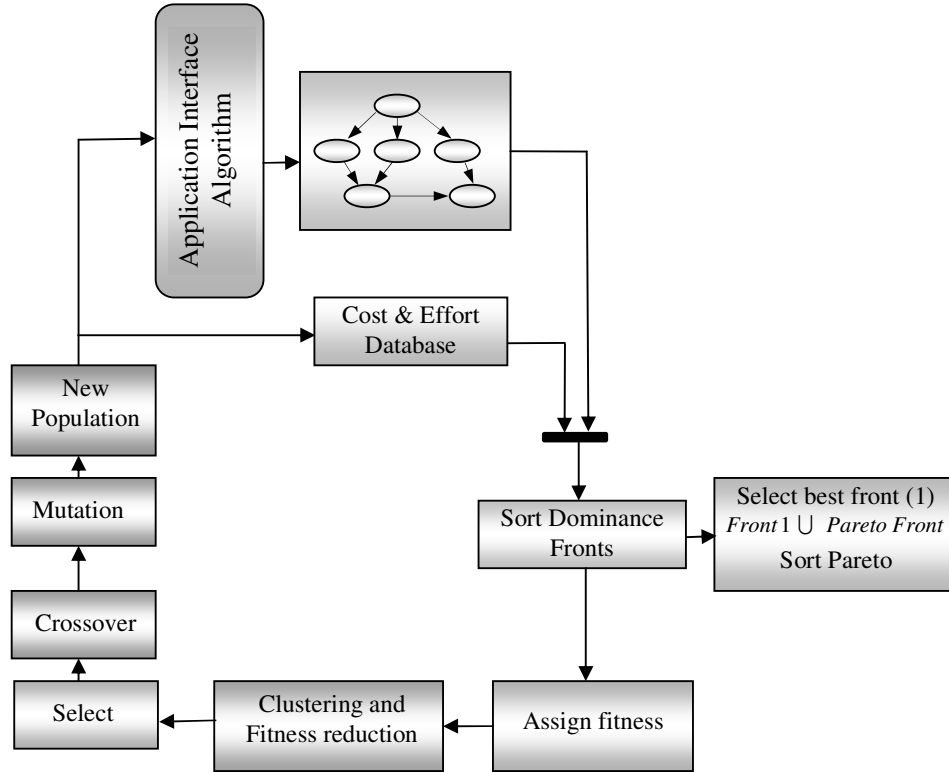 Application Interface
Algorithm
Cost & Effort
Database
New
Population
Mutation
Crossover
Select
Clustering and
Fitness reduction
Assign fitness
Sort Dominance
Fronts
Select best front (1)
Front 1 ∪ Pareto Front
Sort Pareto